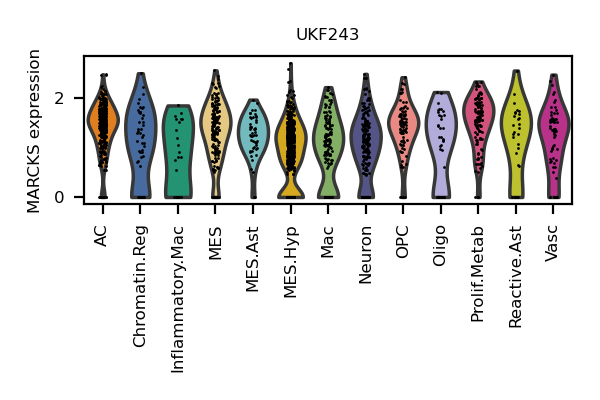 UKF243
MARCKS expression
2
0
AC
Chromatin.Reg
Inflammatory.Mac
MES
MES.Ast
MES.Hyp
Mac
Neuron
OPC
Oligo
Prolif.Metab
Reactive.Ast
Vasc